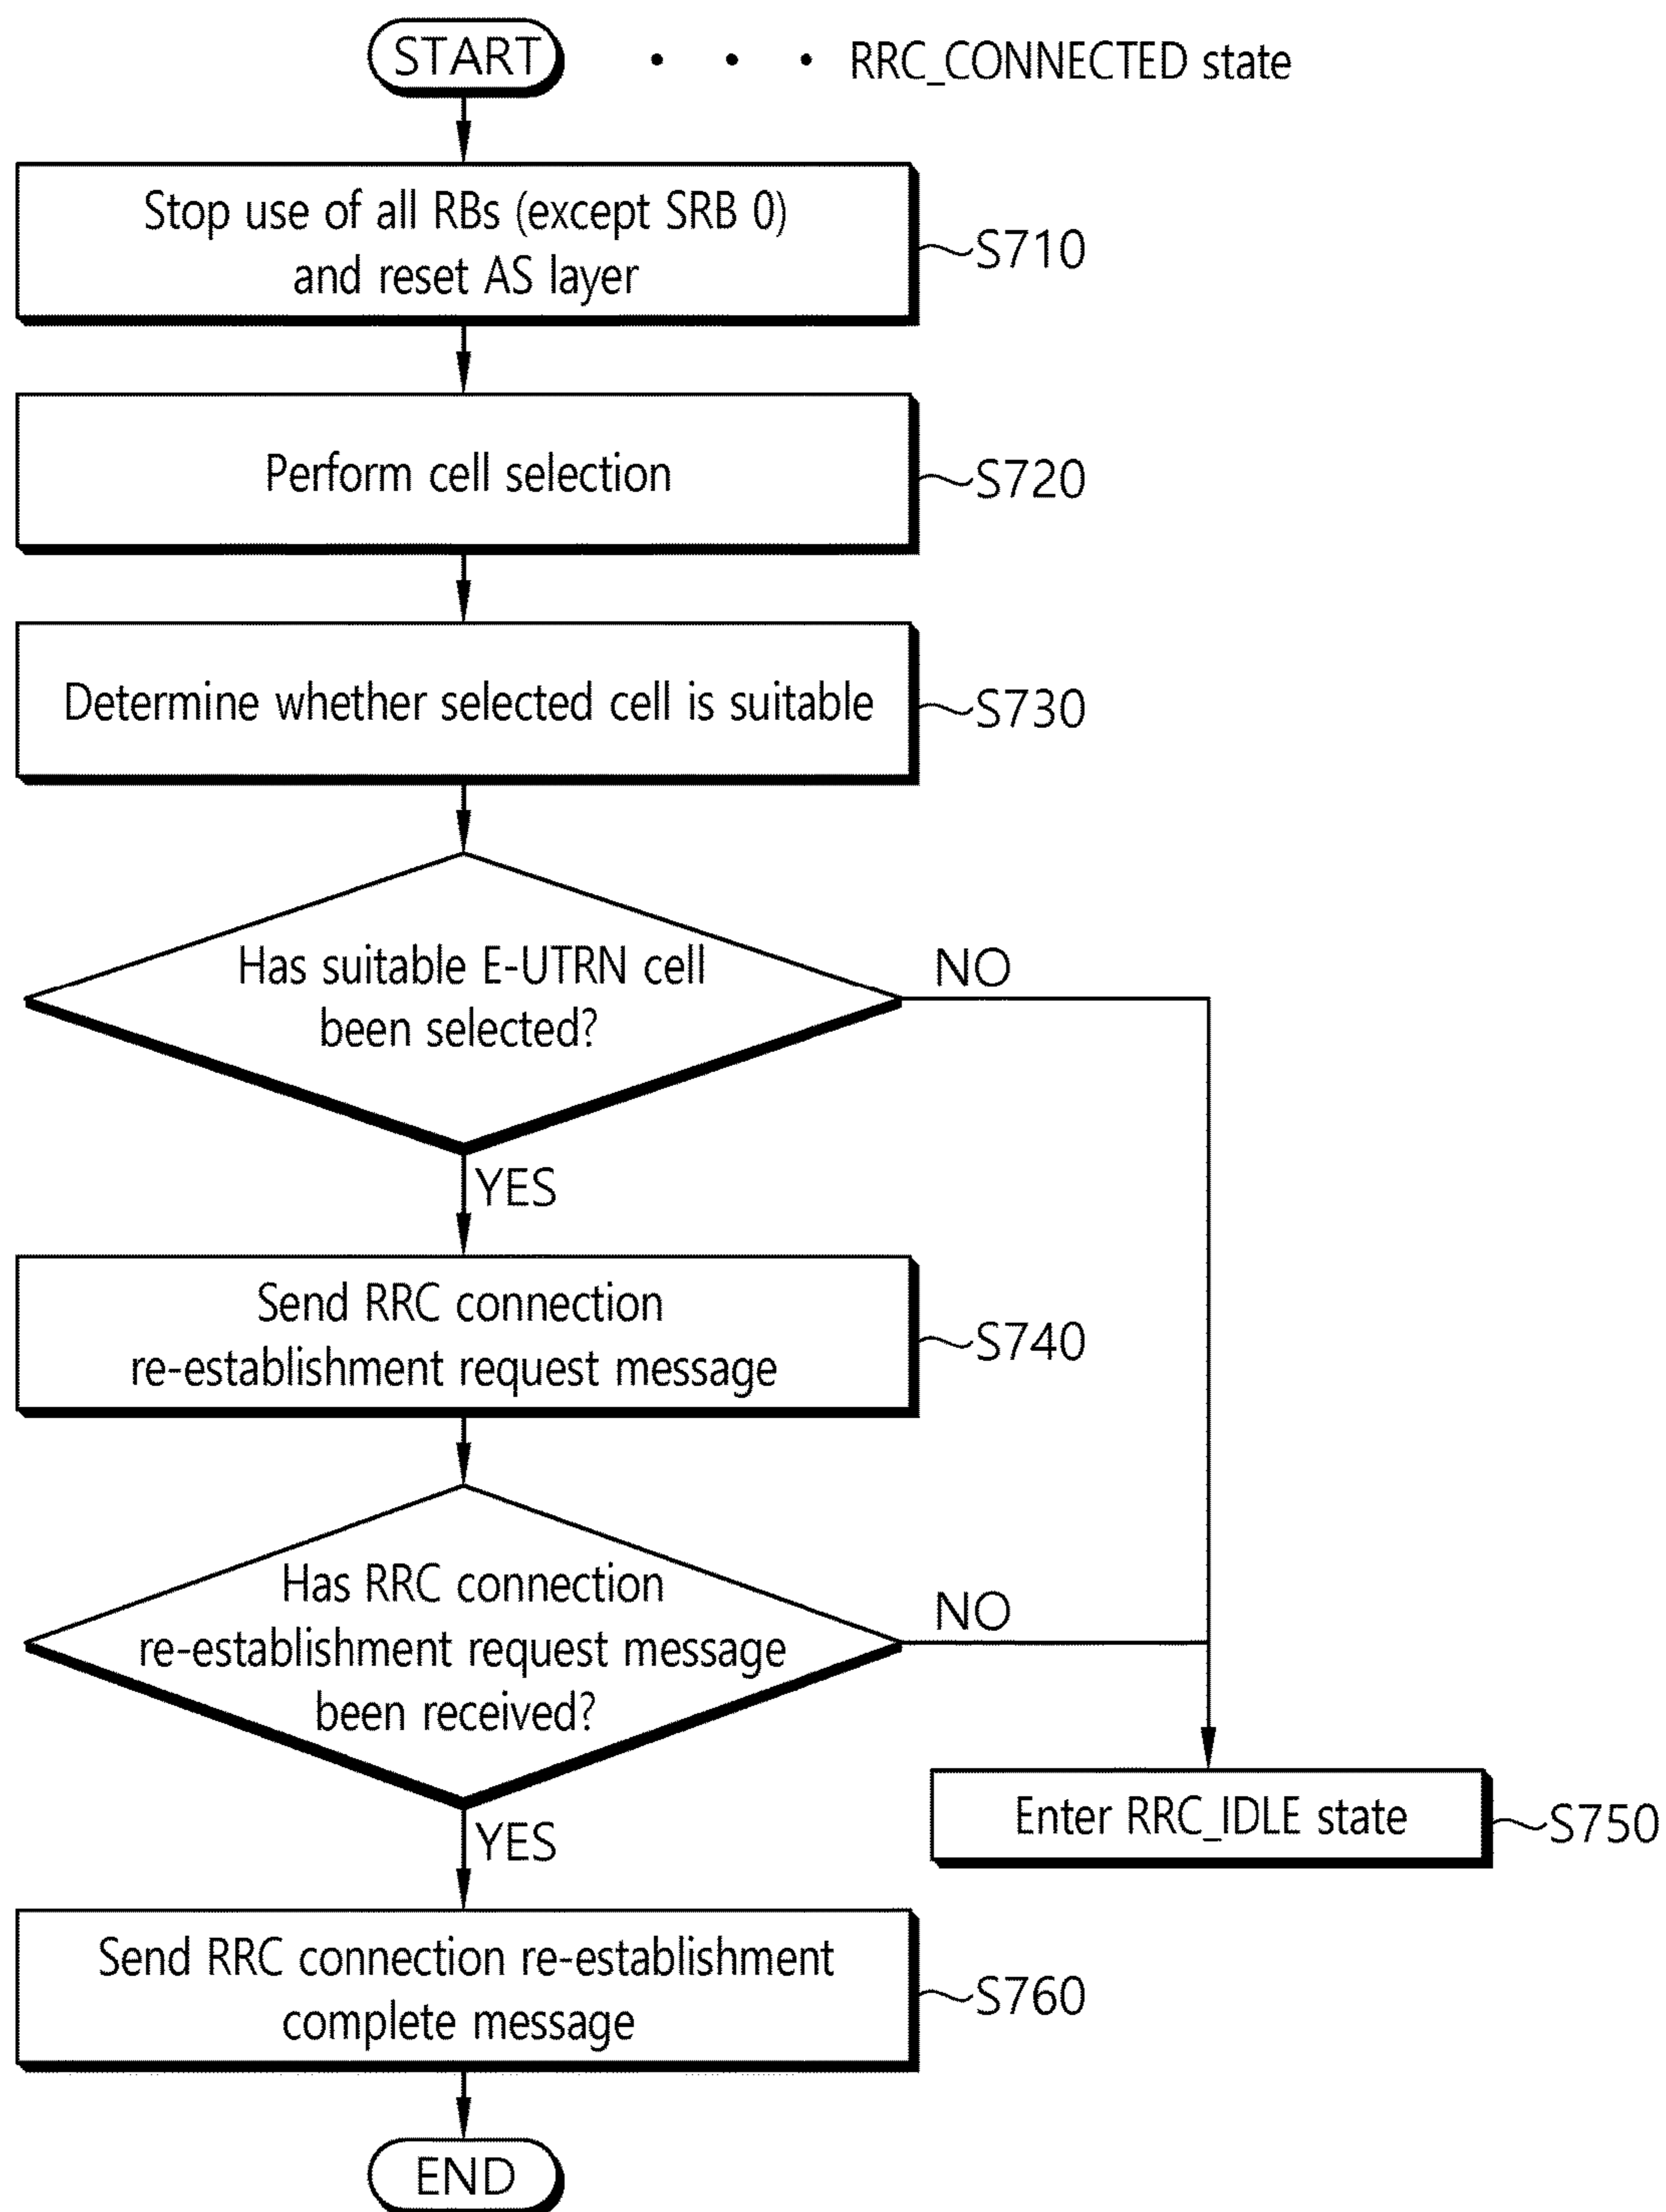 START
• • • RRC_CONNECTED state
Stop use of all RBs (except SRB 0)
and reset AS layer
S710
Perform cell selection
S720
Determine whether selected cell is suitable
S730
Has suitable E-UTRN cell
been selected?
NO
YES
Send RRC connection
re-establishment request message
S740
Has RRC connection
re-establishment request message
been received?
NO
YES
Enter RRC_IDLE state
S750
Send RRC connection re-establishment
complete message
S760
END